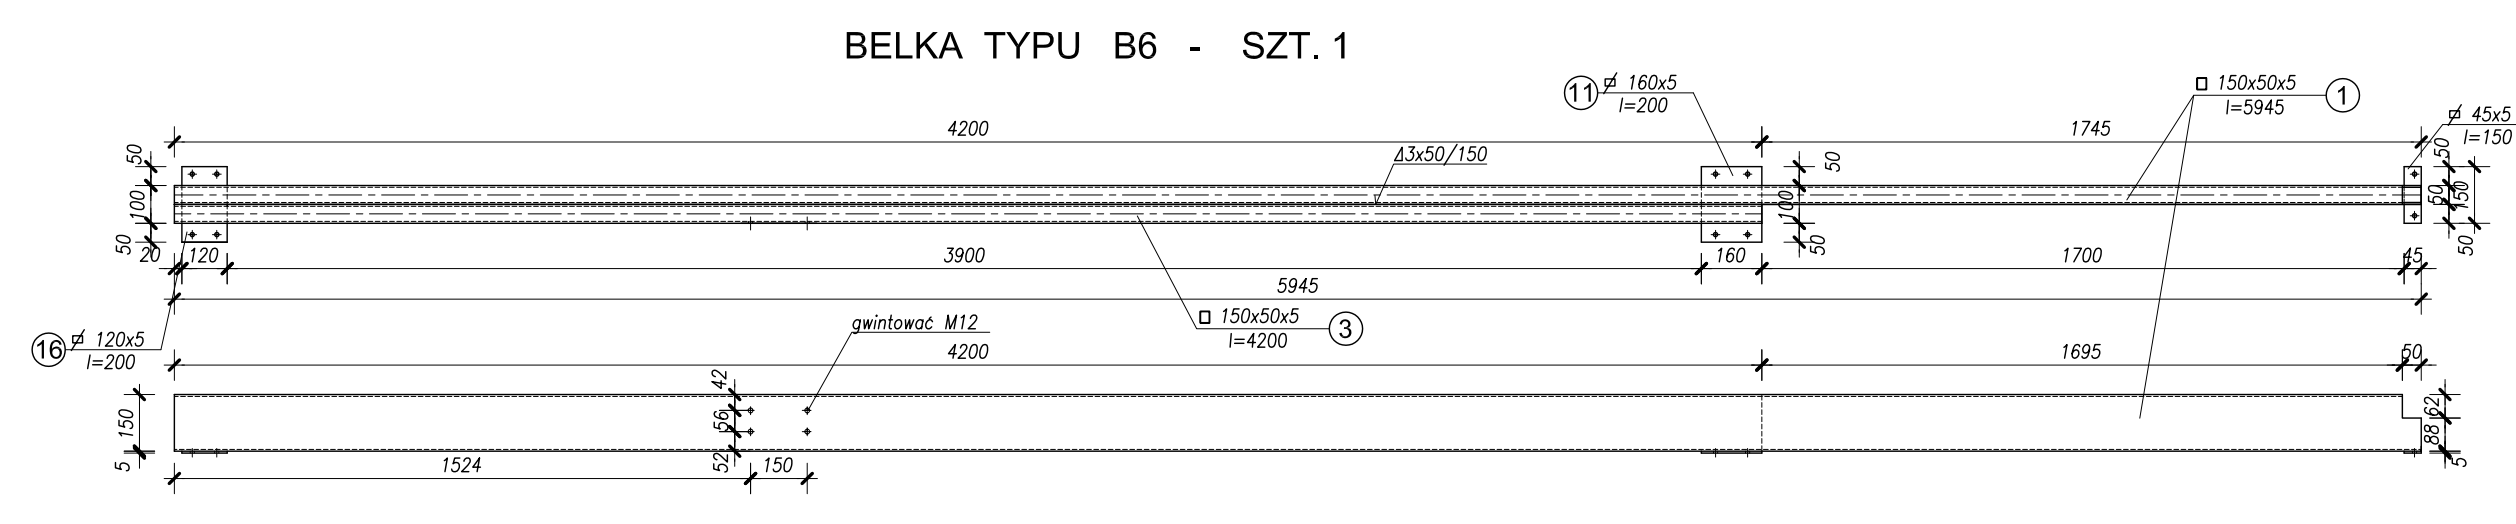 BELKA TYPU B6 - SZT. 1
11 160x5
l=200
150x50x5 1
l=5945
45x5
l=150
4200 1745
Δ3x50/150
50 100 50
50 100 50
50 50 150 50
20 120 3900 160 1700 45
5945
150x50x5 3
l=4200
16 120x5
l=200
gwintować M12
4200 1695 50
150 5
42 56 52
62 88 5
1524 150